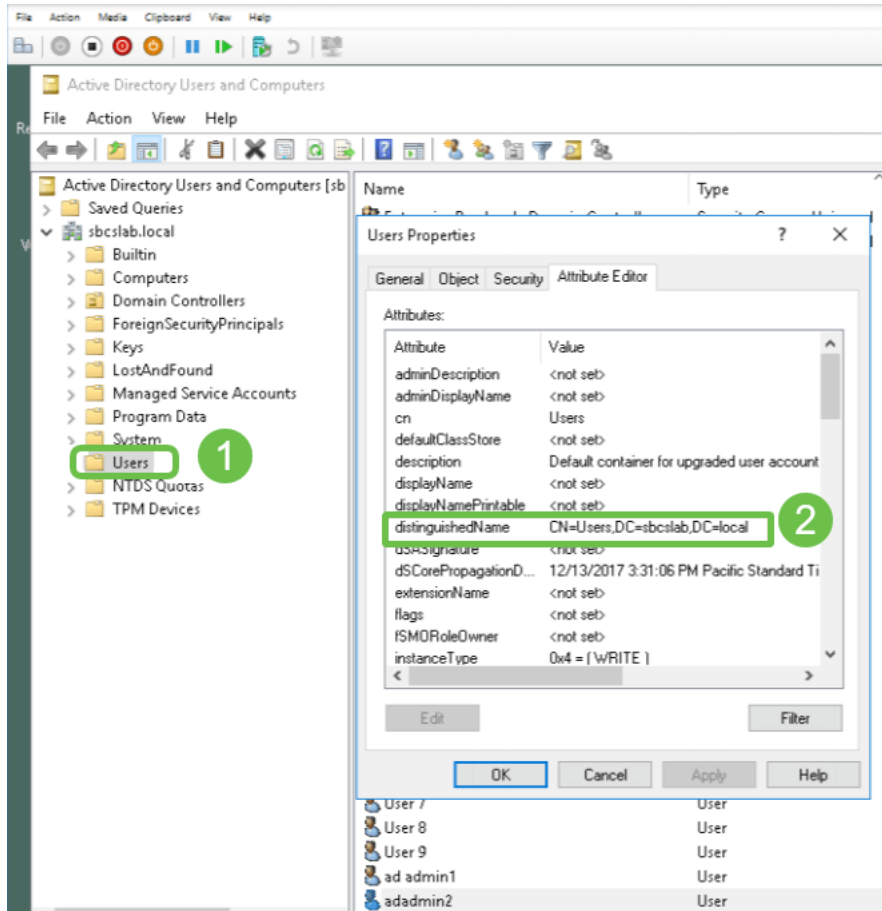 File Action Media Clipboard View Help
Active Directory Users and Computers
File Action View Help
Active Directory Users and Computers [sb
Saved Queries
sbcslab.local
Builtin
Computers
Domain Controllers
ForeignSecurityPrincipals
Keys
LostAndFound
Managed Service Accounts
Program Data
System
Users
NTDS Quotas
TPM Devices
1
Name Type
Users Properties ?
General Object Security Attribute Editor
Attributes:
Attribute Value
adminDescription <not set>
adminDisplayName <not set>
cn Users
defaultClassStore <not set>
description Default container for upgraded user account
displayName <not set>
displayNamePrintable <not set>
distinguishedName CN=Users,DC=sbcslab,DC=local
2
dSASignature <not set>
dSCorePropagationD... 12/13/2017 3:31:06 PM Pacific Standard Ti
extensionName <not set>
flags <not set>
fSMORoleOwner <not set>
instanceType 0x4 = ( WRITE )
Edit Filter
OK Cancel Apply Help
User 7 User
User 8 User
User 9 User
ad admin1 User
adadmin2 User